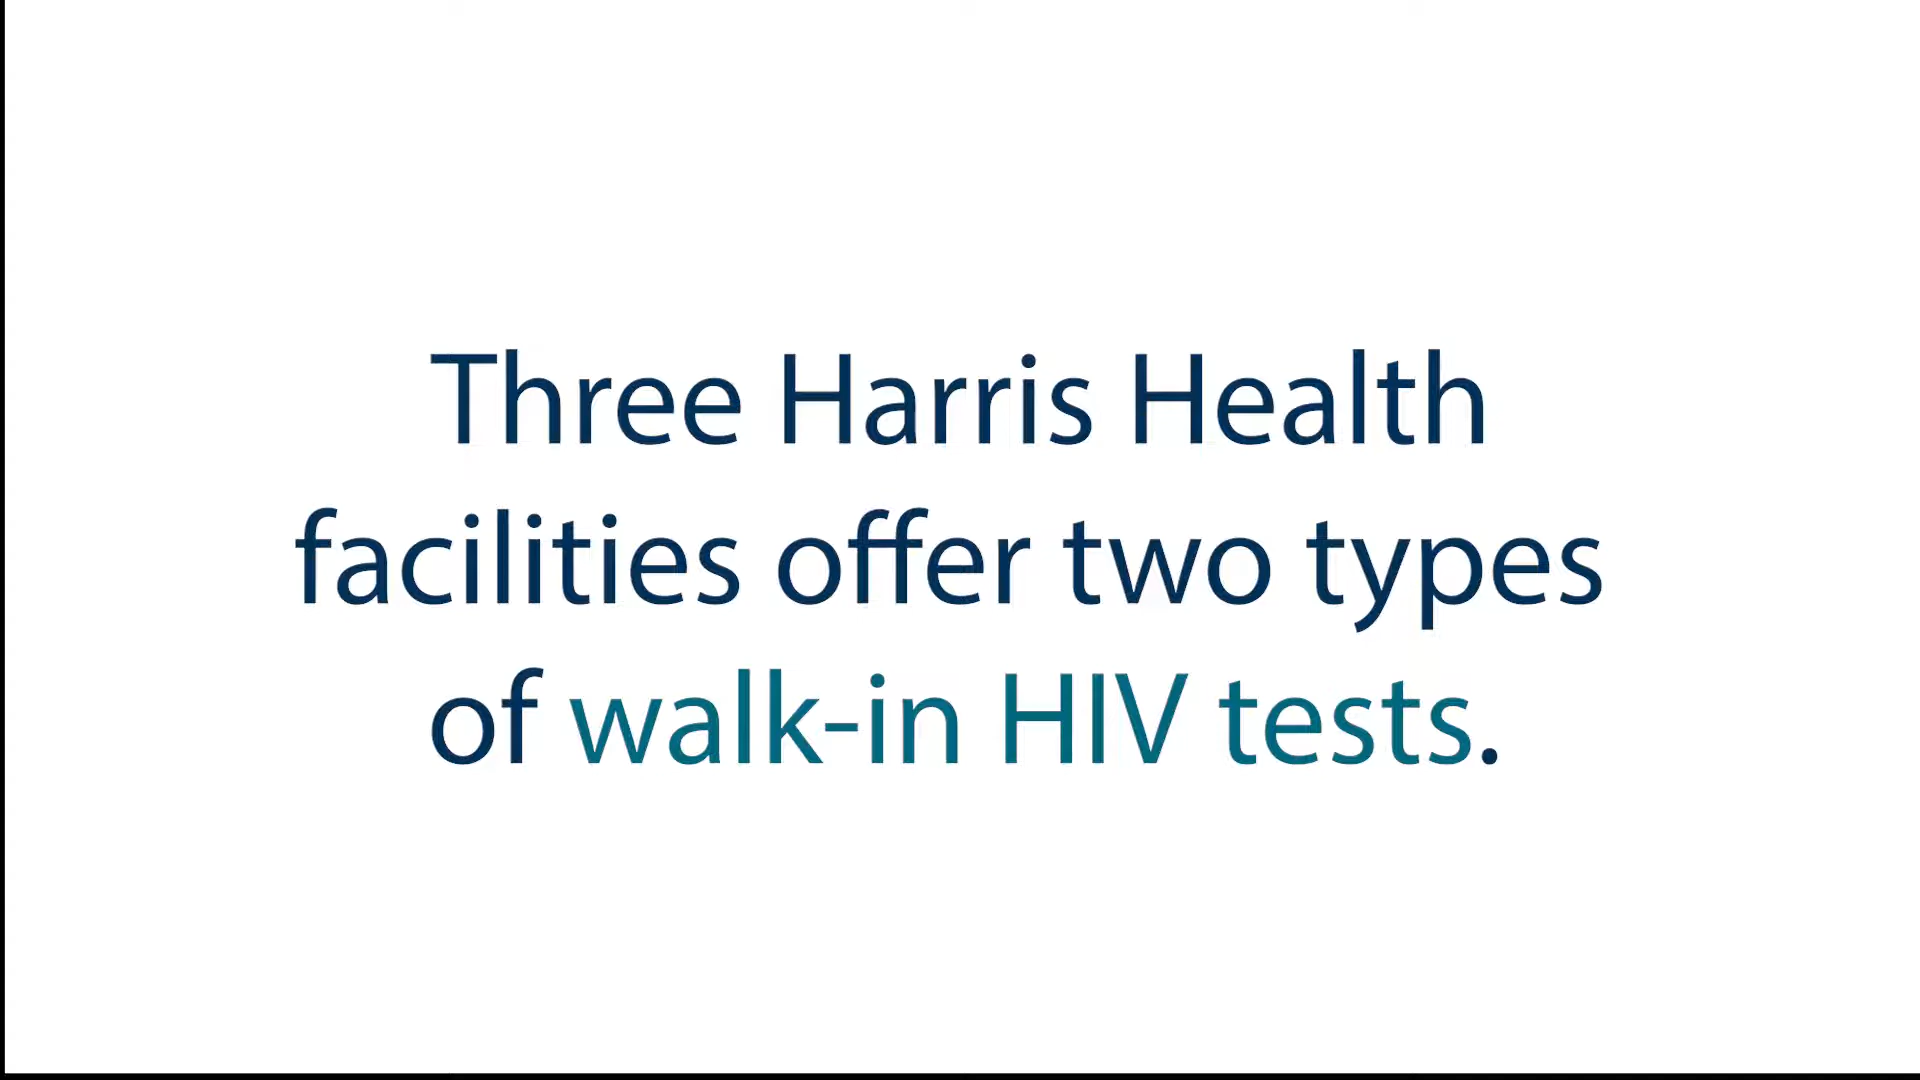 Three Harris Health
facilities offer two types
of walk-in HIV tests.